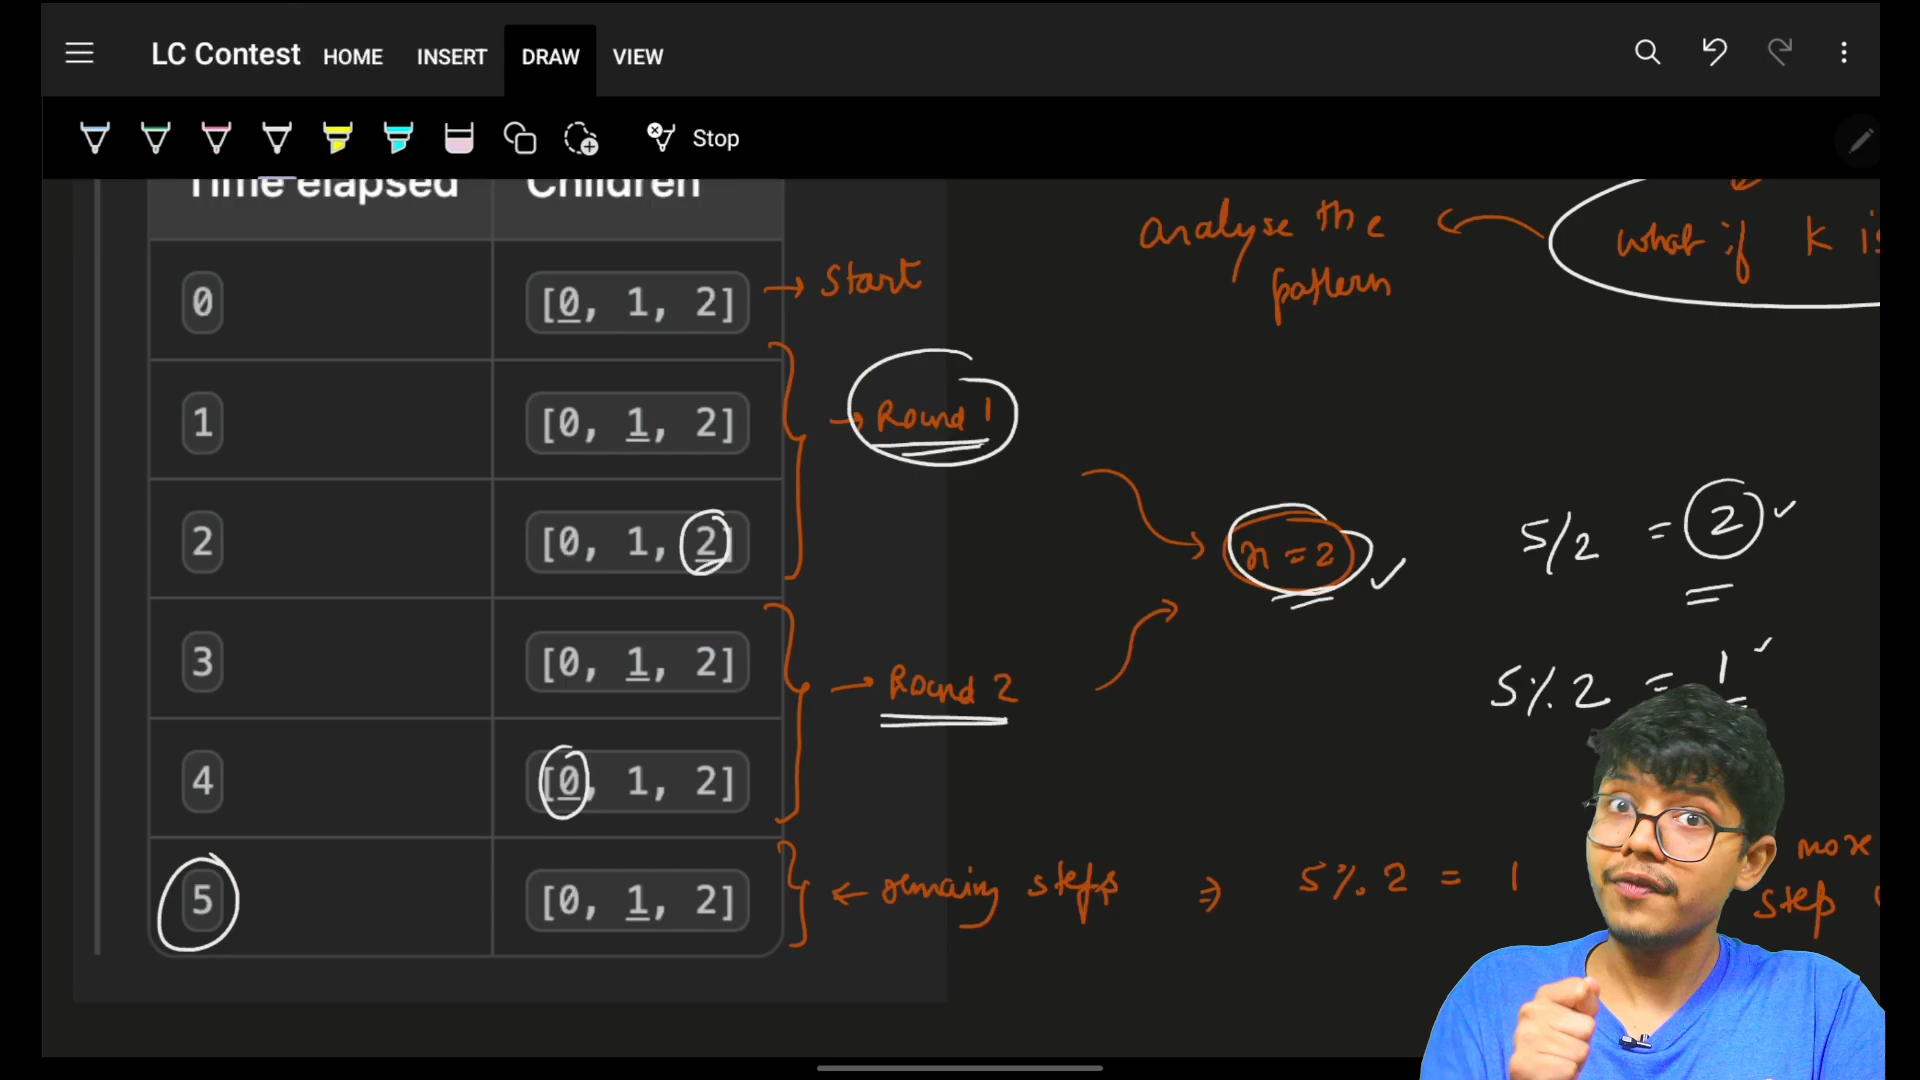 LC Contest HOME INSERT DRAW VIEW
Stop
Time elapsed Children
0 [0, 1, 2] → Start
1 [0, 1, 2] → Round 1
2 [0, 1, 2]
3 [0, 1, 2] → Round 2
4 [0, 1, 2]
5 [0, 1, 2] ← remaing steps ⇒ 5 % 2 = 1
analyse the
pattern
what if k is
n = 2
5/2 = 2
5 % 2 = 1
step